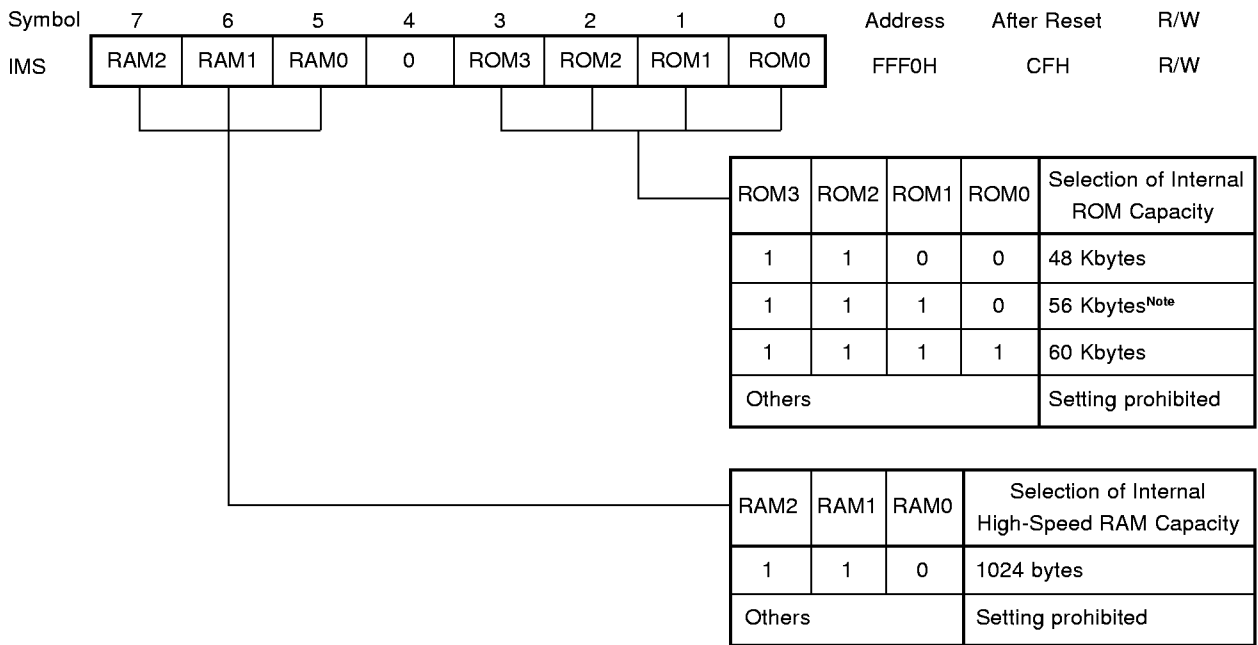 Symbol 7 6 5 4 3 2 1 0 Address After Reset R/W
IMS RAM2 RAM1 RAM0 0 ROM3 ROM2 ROM1 ROM0 FFF0H CFH R/W
ROM3 ROM2 ROM1 ROM0 Selection of Internal
ROM Capacity
1 1 0 0 48 Kbytes
1 1 1 0 56 KbytesNote
1 1 1 1 60 Kbytes
Others Setting prohibited
RAM2 RAM1 RAM0 Selection of Internal
High-Speed RAM Capacity
1 1 0 1024 bytes
Others Setting prohibited